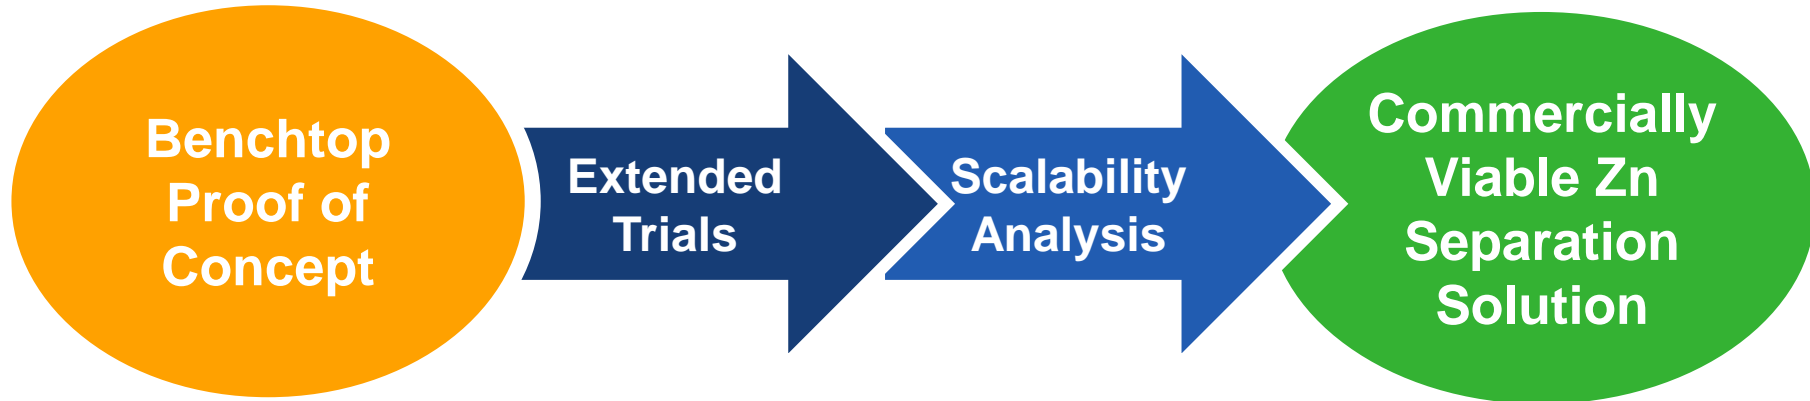 Benchtop
Proof of
Concept
Extended
Trials
Scalability
Analysis
Commercially
Viable Zn
Separation
Solution